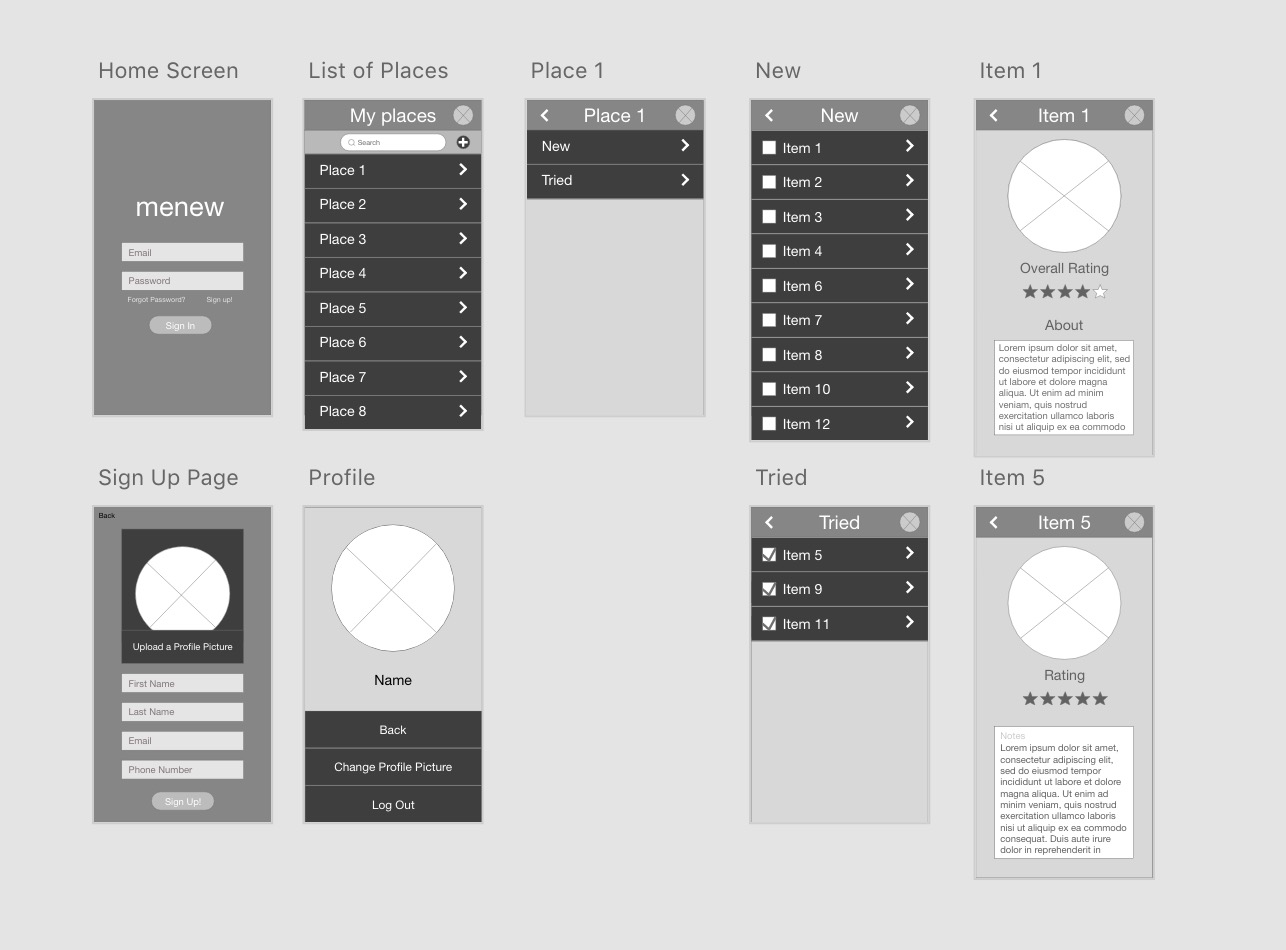 Home Screen
menew
Email
Password
Forgot Password? Sign up!
Sign In
List of Places
My places
Search
Place 1
Place 2
Place 3
Place 4
Place 5
Place 6
Place 7
Place 8
Place 1
Place 1
New
Tried
New
New
Item 1
Item 2
Item 3
Item 4
Item 6
Item 7
Item 8
Item 10
Item 12
Item 1
Item 1
Overall Rating
About
Lorem ipsum dolor sit amet,
consectetur adipiscing elit, sed
do eiusmod tempor incididunt
ut labore et dolore magna
aliqua. Ut enim ad minim
veniam, quis nostrud
exercitation ullamco laboris
nisi ut aliquip ex ea commodo
Sign Up Page
Back
Upload a Profile Picture
First Name
Last Name
Email
Phone Number
Sign Up!
Profile
Name
Back
Change Profile Picture
Log Out
Tried
Tried
Item 5
Item 9
Item 11
Item 5
Item 5
Rating
Notes
Lorem ipsum dolor sit amet,
consectetur adipiscing elit,
sed do eiusmod tempor
incididunt ut labore et dolore
magna aliqua. Ut enim ad
minim veniam, quis nostrud
exercitation ullamco laboris
nisi ut aliquip ex ea commodo
consequat. Duis aute irure
dolor in reprehenderit in